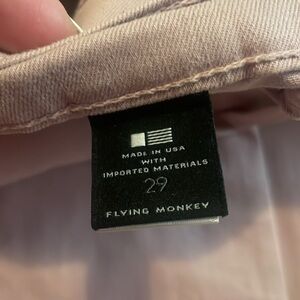 MADE IN USA
WITH
IMPORTED MATERIALS
29
FLYING MONKEY